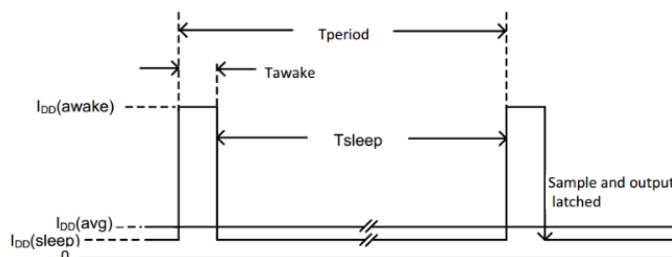 Tperiod
Tawake
IDD(awake)
Tsleep
Sample and output
latched
IDD(avg)
IDD(sleep)
0